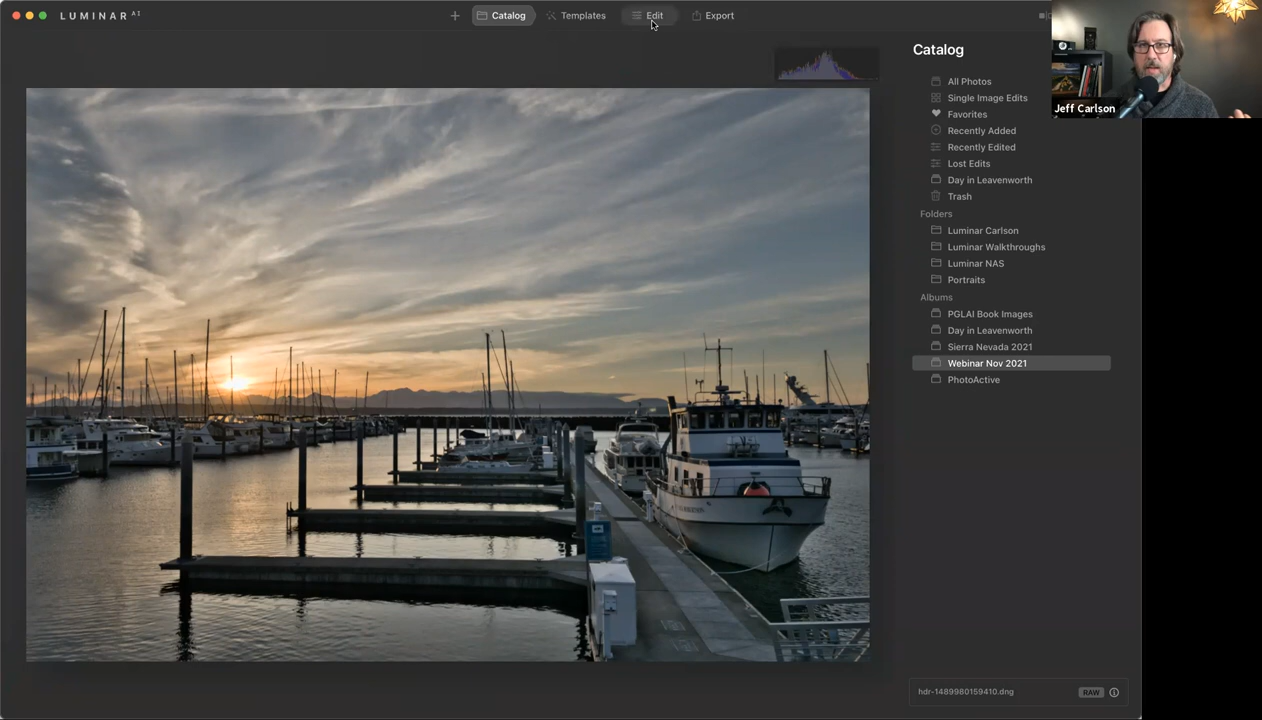 LUMINAR AI
Catalog
Templates
Edit
Export
Jeff Carlson
Catalog
All Photos
Single Image Edits
Favorites
Recently Added
Recently Edited
Lost Edits
Day in Leavenworth
Trash
Folders
Luminar Carlson
Luminar Walkthroughs
Luminar NAS
Portraits
Albums
PGLAI Book Images
Day in Leavenworth
Sierra Nevada 2021
Webinar Nov 2021
PhotoActive
hdr-1489980159410.dng
RAW